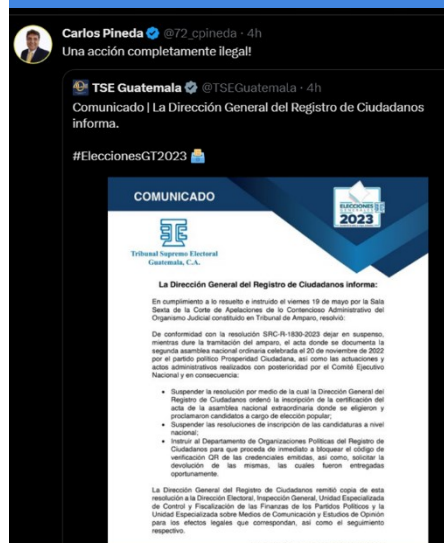 Carlos Pineda @72_cpineda · 4h
Una acción completamente ilegal!
TSE Guatemala @TSEGuatemala · 4h
Comunicado | La Dirección General del Registro de Ciudadanos
informa.
#EleccionesGT2023
COMUNICADO
ELECCIONES
2023
Tribunal Supremo Electoral
Guatemala, C.A.
La Dirección General del Registro de Ciudadanos informa:
En cumplimiento a lo resuelto e instruido el viernes 19 de mayo por la Sala
Sexta de la Corte de Apelaciones de lo Contencioso Administrativo del
Organismo Judicial constituido en Tribunal de Amparo, resolvió:
De conformidad con la resolución SRC-R-1830-2023 dejar en suspenso,
mientras dure la tramitación del amparo, el acta donde se documenta la
segunda asamblea nacional ordinaria celebrada el 20 de noviembre de 2022
por el partido político Prosperidad Ciudadana, así como las actuaciones y
actos administrativos realizados con posterioridad por el Comité Ejecutivo
Nacional y en consecuencia:
• Suspender la resolución por medio de la cual la Dirección General del
Registro de Ciudadanos ordenó la inscripción de la certificación del
acta de la asamblea nacional extraordinaria donde se eligieron y
proclamaron candidatos a cargo de elección popular;
• Suspender las resoluciones de inscripción de las candidaturas a nivel
nacional;
• Instruir al Departamento de Organizaciones Políticas del Registro de
Ciudadanos para que proceda de inmediato a bloquear el código de
verificación QR de las credenciales emitidas, así como, solicitar la
devolución de las mismas, las cuales fueron entregadas
oportunamente.
La Dirección General del Registro de Ciudadanos remitió copia de esta
resolución a la Dirección Electoral, Inspección General, Unidad Especializada
de Control y Fiscalización de las Finanzas de los Partidos Políticos y la
Unidad Especializada sobre Medios de Comunicación y Estudios de Opinión
para los efectos legales que correspondan, así como el seguimiento
respectivo.